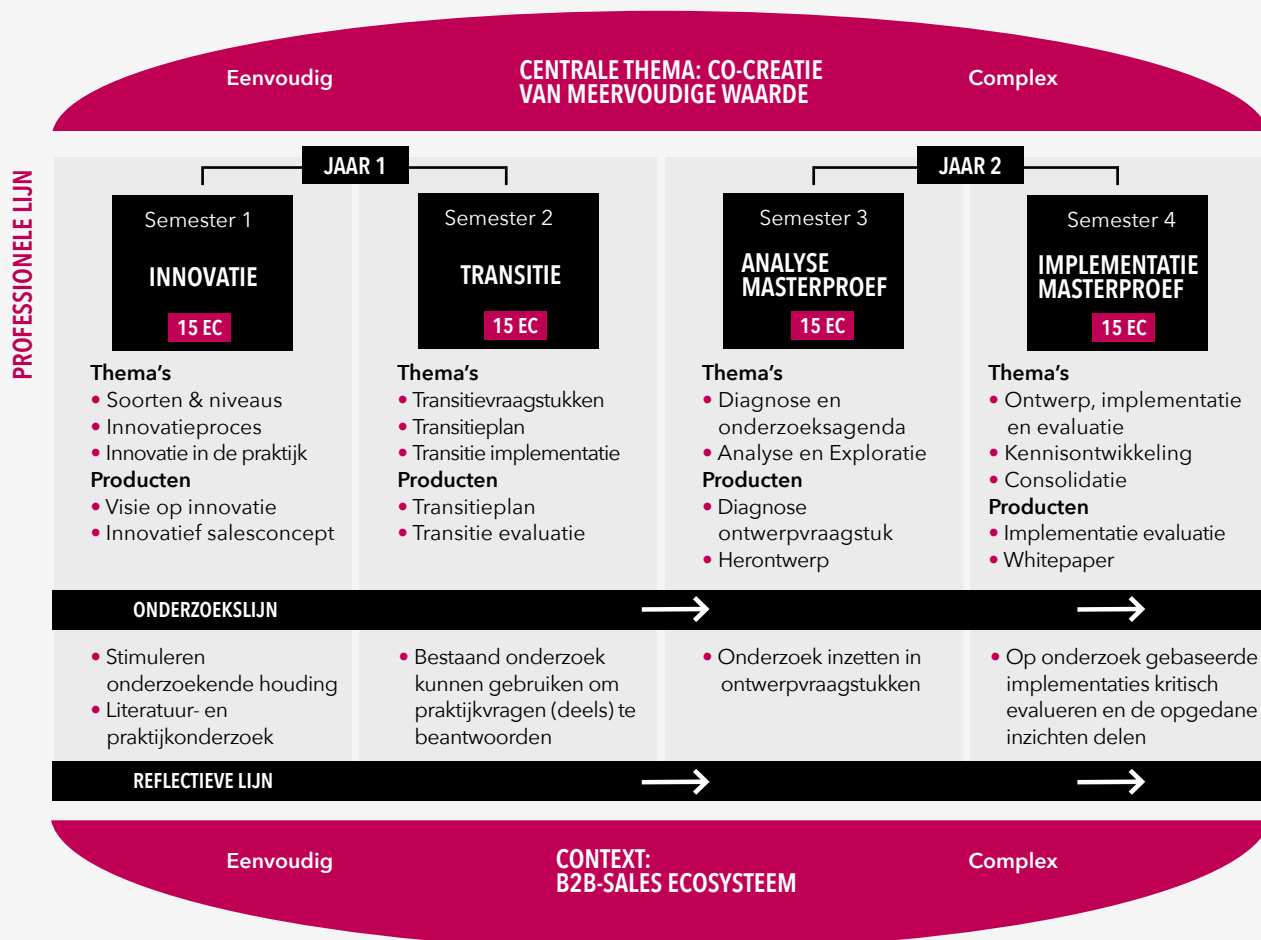 Eenvoudig
CENTRALE THEMA: CO-CREATIE
VAN MEERVOUDIGE WAARDE
Complex
PROFESSIONELE LIJN
JAAR 1
JAAR 2
Semester 1
INNOVATIE
15 EC
Thema's
• Soorten & niveaus
• Innovatieproces
• Innovatie in de praktijk
Producten
• Visie op innovatie
• Innovatief salesconcept
Semester 2
TRANSITIE
15 EC
Thema's
• Transitievraagstukken
• Transitieplan
• Transitie implementatie
Producten
• Transitieplan
• Transitie evaluatie
Semester 3
ANALYSE
MASTERPROEF
15 EC
Thema's
• Diagnose en
onderzoeksagenda
• Analyse en Exploratie
Producten
• Diagnose
ontwerpvraagstuk
• Herontwerp
Semester 4
IMPLEMENTATIE
MASTERPROEF
15 EC
Thema's
• Ontwerp, implementatie
en evaluatie
• Kennisontwikkeling
• Consolidatie
Producten
• Implementatie evaluatie
• Whitepaper
ONDERZOEKSLIJN
• Stimuleren
onderzoekende houding
• Literatuur- en
praktijkonderzoek
• Bestaand onderzoek
kunnen gebruiken om
praktijkvragen (deels) te
beantwoorden
• Onderzoek inzetten in
ontwerpvraagstukken
• Op onderzoek gebaseerde
implementaties kritisch
evalueren en de opgedane
inzichten delen
REFLECTIEVE LIJN
Eenvoudig
CONTEXT:
B2B-SALES ECOSYSTEEM
Complex